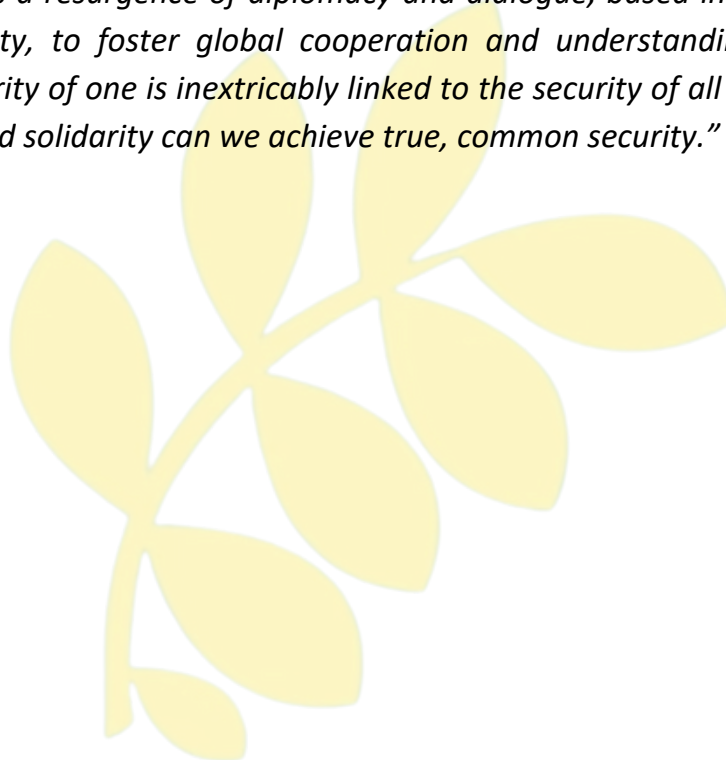 s a resurgence of diplomacy and dialogue, based in
ty, to foster global cooperation and understandi
rity of one is inextricably linked to the security of all
d solidarity can we achieve true, common security.”